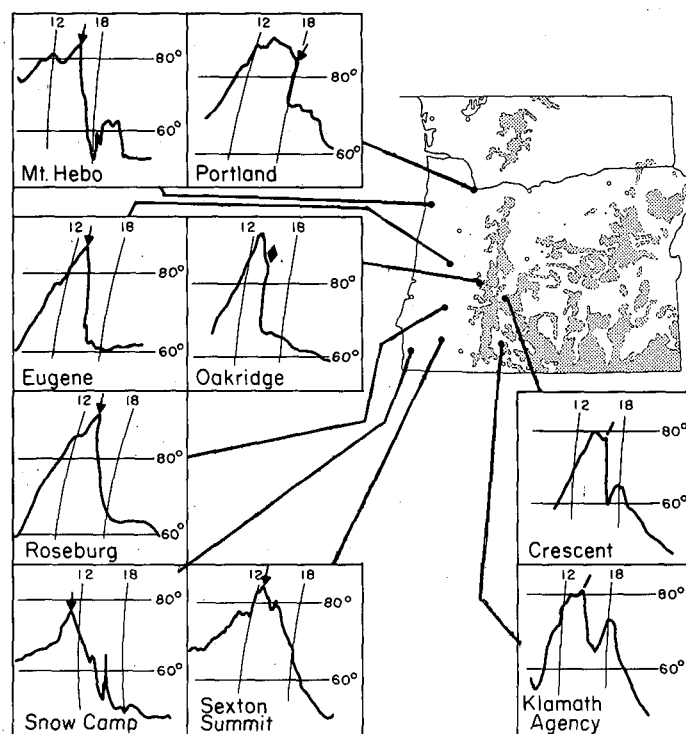 12 18
80°
60°
Mt. Hebo
12 18
80°
60°
Portland
12 18
80°
60°
Eugene
12 18
80°
60°
Oakridge
12 18
80°
60°
Roseburg
12 18
80°
60°
Crescent
12 18
80°
60°
Snow Camp
12 18
80°
60°
Sexton
Summit
12 18
80°
60°
Klamath
Agency